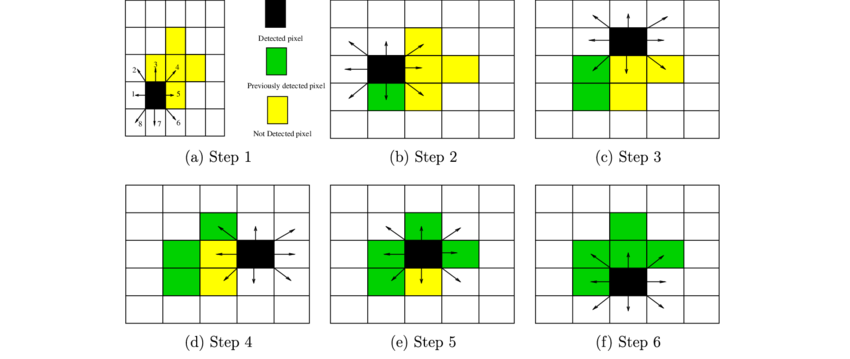 Detected pixel
Previously detected pixel
Not Detected pixel
2 3 4
1 5
8 7 6
(a) Step 1
(b) Step 2
(c) Step 3
(d) Step 4
(e) Step 5
(f) Step 6